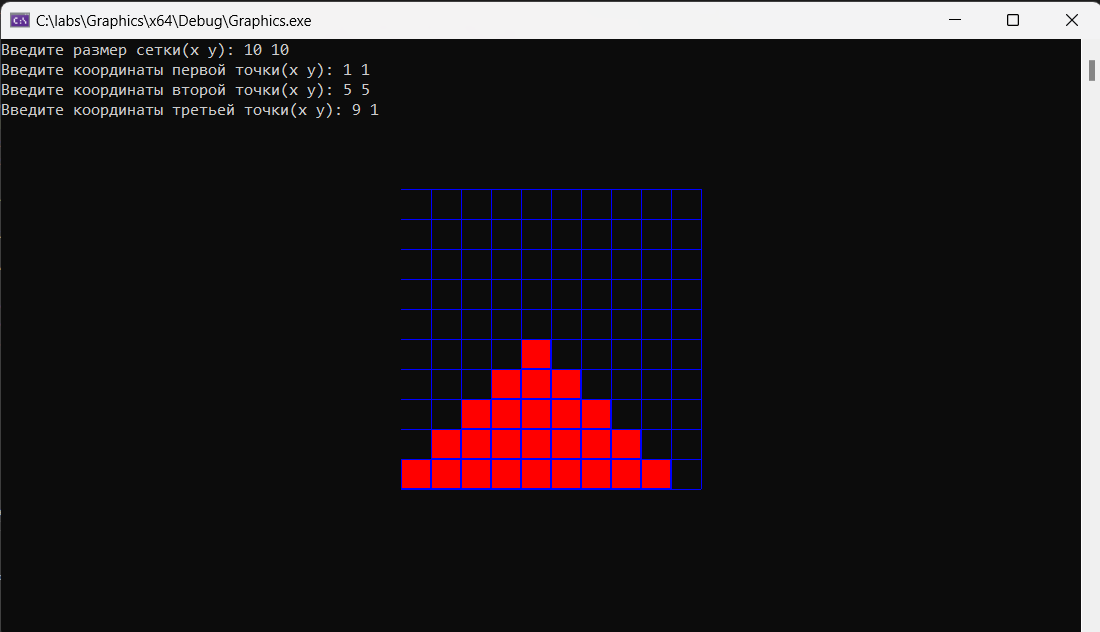 C:\labs\Graphics\x64\Debug\Graphics.exe
Введите размер сетки(x y): 10 10
Введите координаты первой точки(x y): 1 1
Введите координаты второй точки(x y): 5 5
Введите координаты третьей точки(x y): 9 1